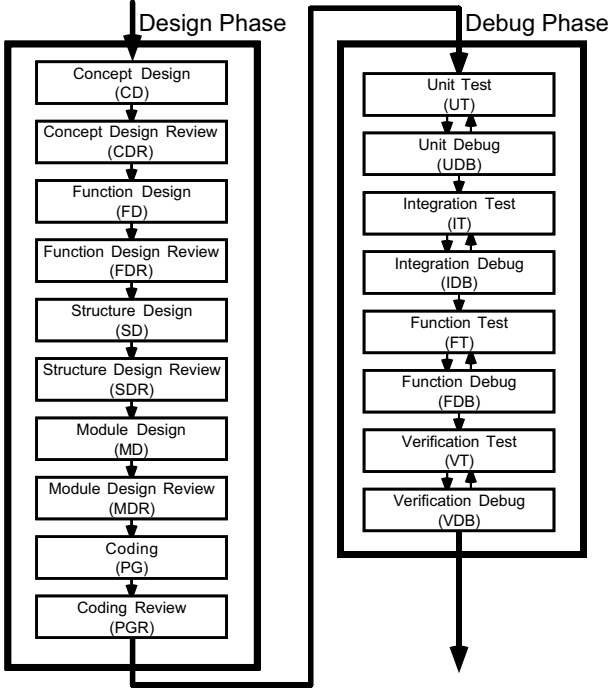 Design Phase
Concept Design
(CD)
Concept Design Review
(CDR)
Function Design
(FD)
Function Design Review
(FDR)
Structure Design
(SD)
Structure Design Review
(SDR)
Module Design
(MD)
Module Design Review
(MDR)
Coding
(PG)
Coding Review
(PGR)
Debug Phase
Unit Test
(UT)
Unit Debug
(UDB)
Integration Test
(IT)
Integration Debug
(IDB)
Function Test
(FT)
Function Debug
(FDB)
Verification Test
(VT)
Verification Debug
(VDB)